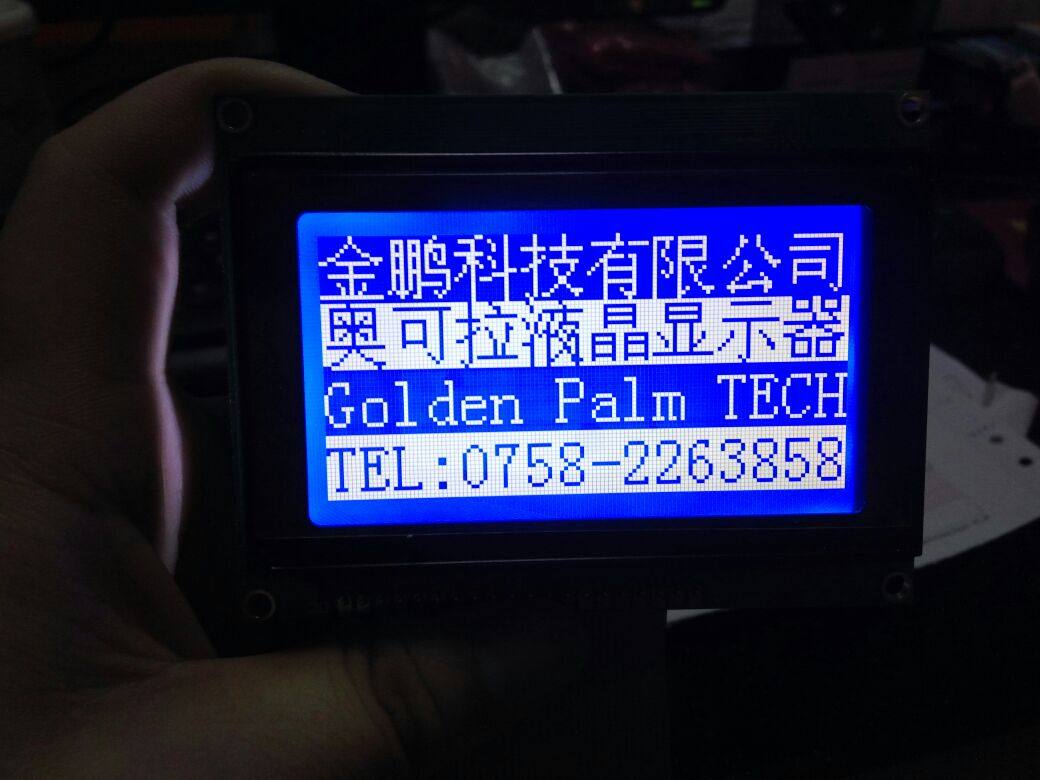 金鹏科技有限公司
奥可拉液晶显示器
Golden Palm TECH
TEL:0758-2263858